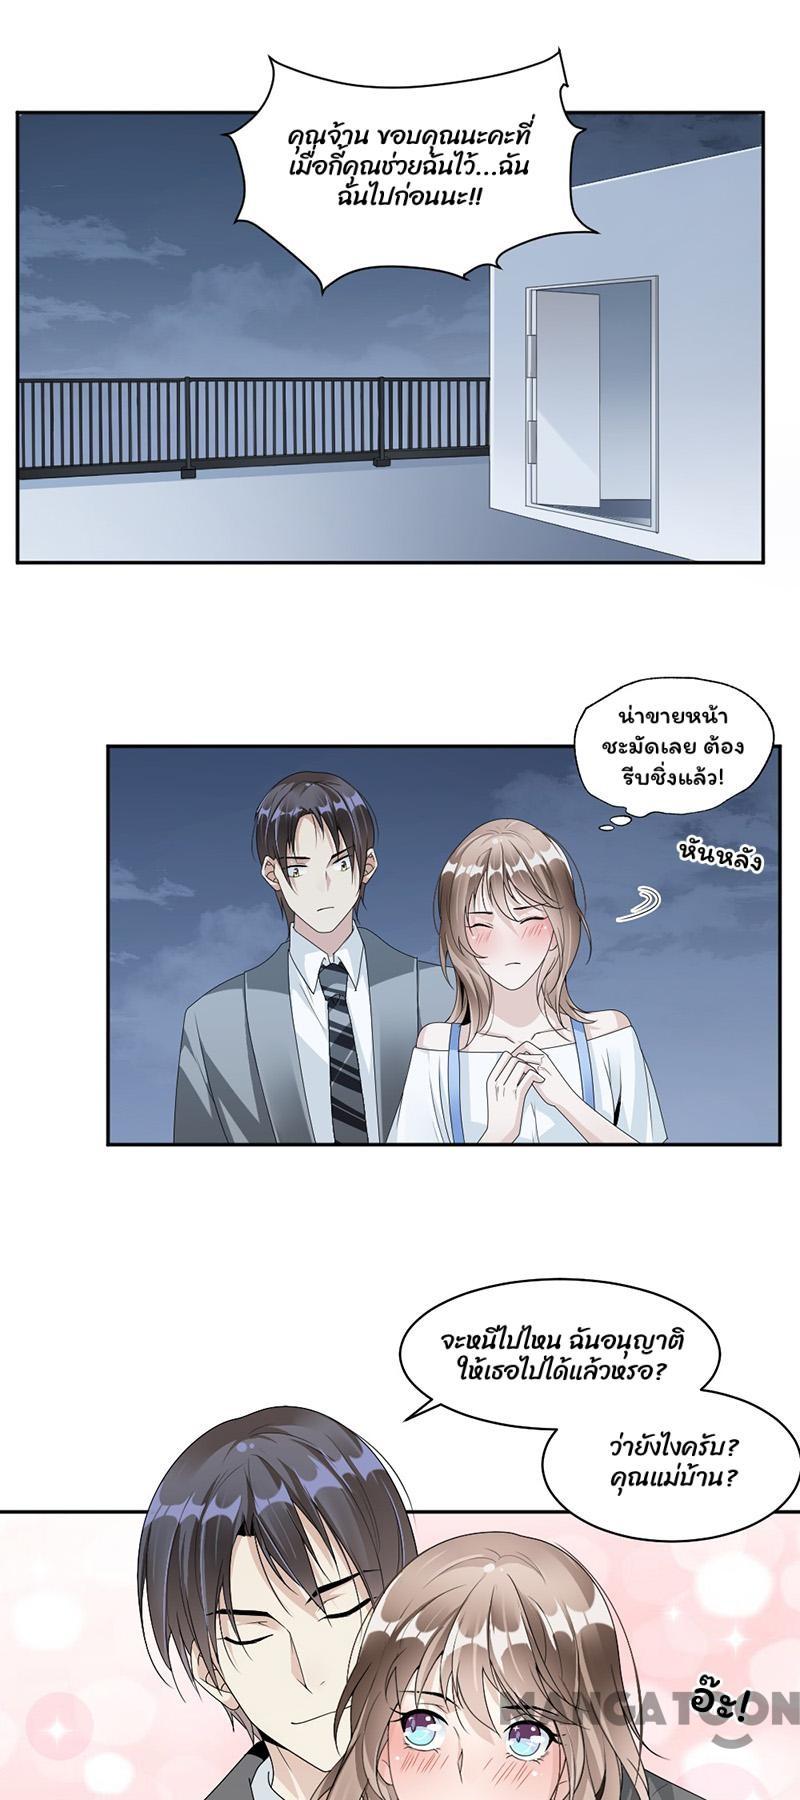 คุณจ้าน ขอบคุณนะคะที่
เมื่อกี้คุณช่วยฉันไว้...ฉัน
ฉันไปก่อนนะ!!
น่าขายหน้า
ชะมัดเลย ต้อง
รีบชิ่งแล้ว!
หันหลัง
จะหนีไปไหน ฉันอนุญาติ
ให้เธอไปได้แล้วหรอ?
ว่ายังไงครับ?
คุณแม่บ้าน?
อ๊ะ!
MANGATOON